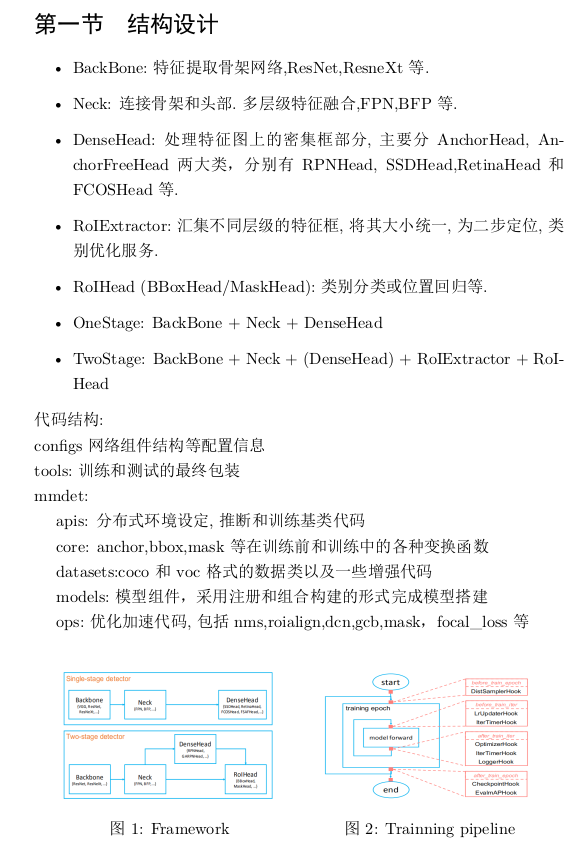 第一节 结构设计
• BackBone: 特征提取骨架网络,ResNet,ResneXt 等.
• Neck: 连接骨架和头部. 多层级特征融合,FPN,BFP 等.
• DenseHead: 处理特征图上的密集框部分, 主要分 AnchorHead, An-
chorFreeHead 两大类，分别有 RPNHead, SSDHead,RetinaHead 和
FCOSHead 等.
• RoIExtractor: 汇集不同层级的特征框, 将其大小统一, 为二步定位, 类
别优化服务.
• RoIHead (BBoxHead/MaskHead): 类别分类或位置回归等.
• OneStage: BackBone + Neck + DenseHead
• TwoStage: BackBone + Neck + (DenseHead) + RoIExtractor + RoI-
Head
代码结构:
configs 网络组件结构等配置信息
tools: 训练和测试的最终包装
mmdet:
apis: 分布式环境设定, 推断和训练基类代码
core: anchor,bbox,mask 等在训练前和训练中的各种变换函数
datasets:coco 和 voc 格式的数据类以及一些增强代码
models: 模型组件，采用注册和组合构建的形式完成模型搭建
ops: 优化加速代码, 包括 nms,roialign,dcn,gcb,mask，focal_loss 等
Single-stage detector
Backbone
(VGG, ResNet,
ResNeXt, ...)
Neck
(FPN, BFP, ...)
DenseHead
(SSDHead, RetinaHead,
FCOSHead, FSAFHead, ...)
Two-stage detector
DenseHead
(RPNHead,
GARPNHead, ...)
Backbone
(ResNet, ResNeXt, ...)
Neck
(FPN, BFP, ...)
RoIHead
(BBoxHead,
MaskHead, ...)
图 1: Framework
start
training epoch
model forward
end
before_train_epoch
DistSamplerHook
before_train_iter
LrUpdaterHook
IterTimerHook
after_train_iter
OptimizerHook
IterTimerHook
LoggerHook
after_train_epoch
CheckpointHook
EvalmAPHook
图 2: Trainning pipeline